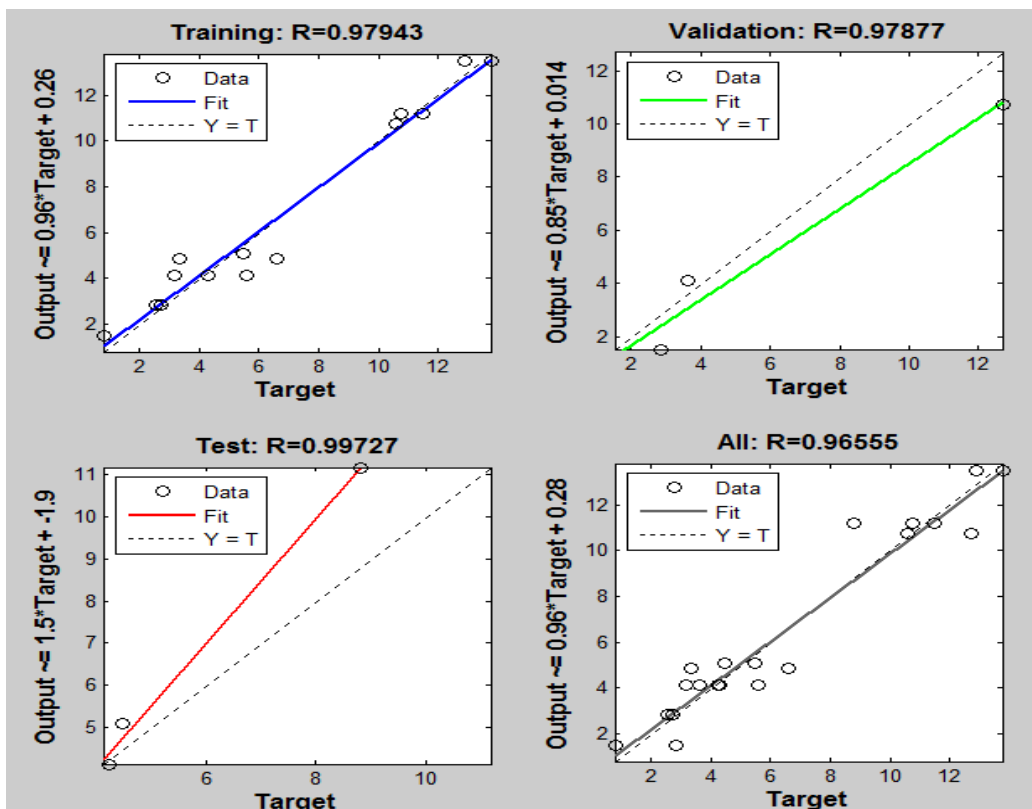 Training: R=0.97943
Output ~= 0.96*Target + 0.26
12
10
8
6
4
2
Data
Fit
Y = T
2 4 6 8 10 12
Target
Validation: R=0.97877
Output ~= 0.85*Target + 0.014
12
10
8
6
4
2
Data
Fit
Y = T
2 4 6 8 10 12
Target
Test: R=0.99727
Output ~= 1.5*Target + -1.9
11
10
9
8
7
6
5
Data
Fit
Y = T
6 8 10
Target
All: R=0.96555
Output ~= 0.96*Target + 0.28
12
10
8
6
4
2
Data
Fit
Y = T
2 4 6 8 10 12
Target